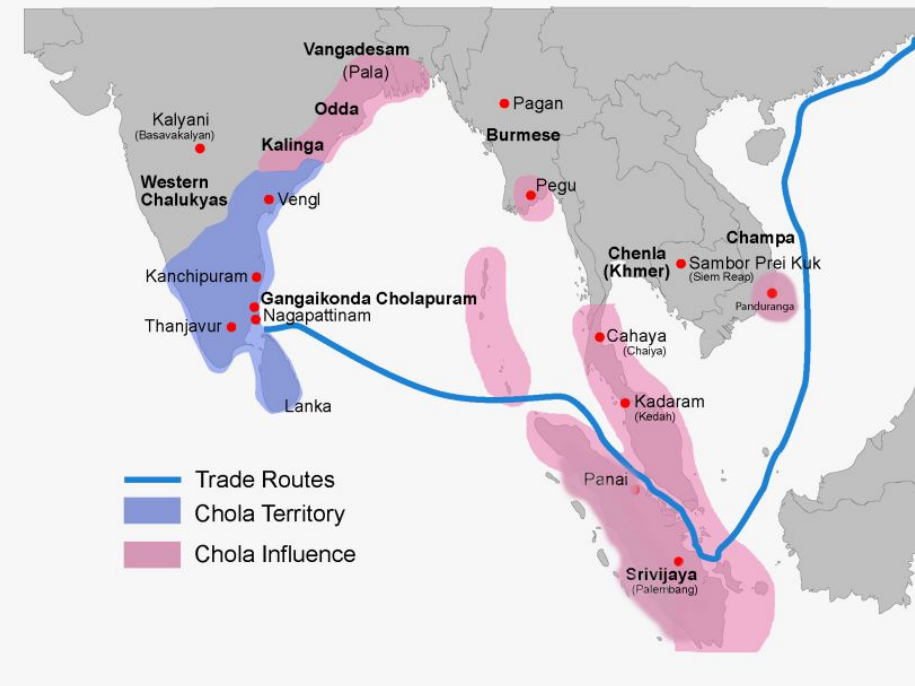 Vangadesam
(Pala)
Odda
Kalinga
Kalyani
(Basavakalyan)
Western
Chalukyas
Vengl
Kanchipuram
Gangaikonda Cholapuram
Nagapattinam
Thanjavur
Lanka
Pagan
Burmese
Pegu
Champa
Chenla
(Khmer)
Sambor Prei Kuk
(Siem Reap)
Panduranga
Cahaya
(Chaiya)
Kadaram
(Kedah)
Panai
Srivijaya
(Palembang)
Trade Routes
Chola Territory
Chola Influence